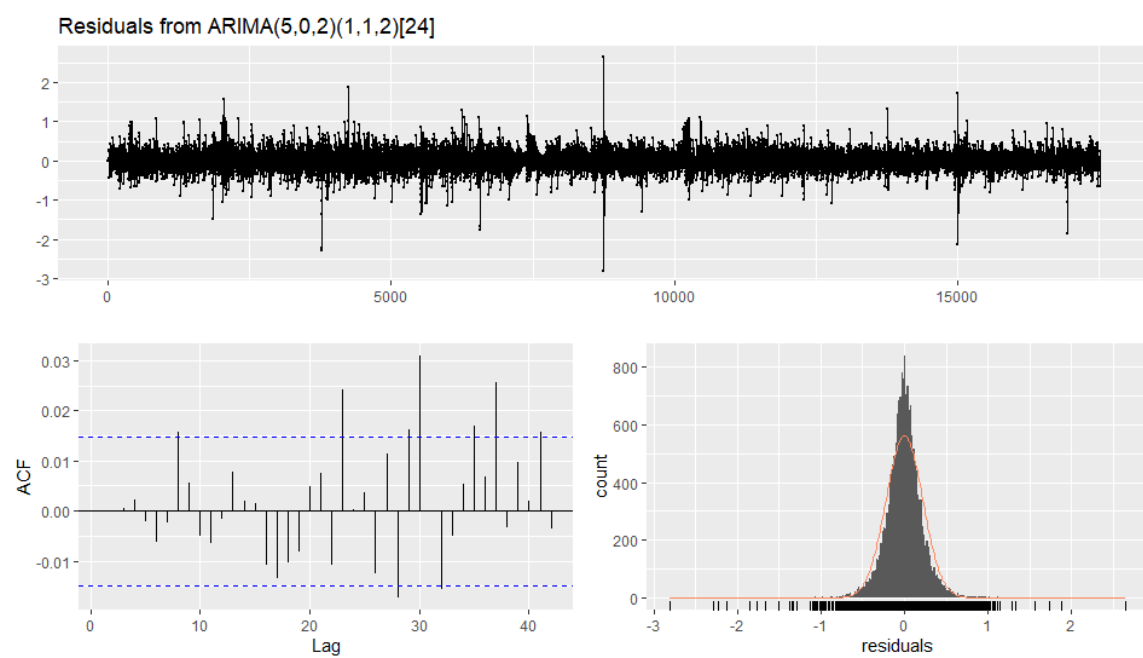 Residuals from ARIMA(5,0,2)(1,1,2)[24]
2
1
0
-1
-2
-3
0 5000 10000 15000
0.03
0.02
0.01
0.00
-0.01
ACF
0 10 20 30 40
Lag
800
600
400
200
0
count
-3 -2 -1 0 1 2
residuals